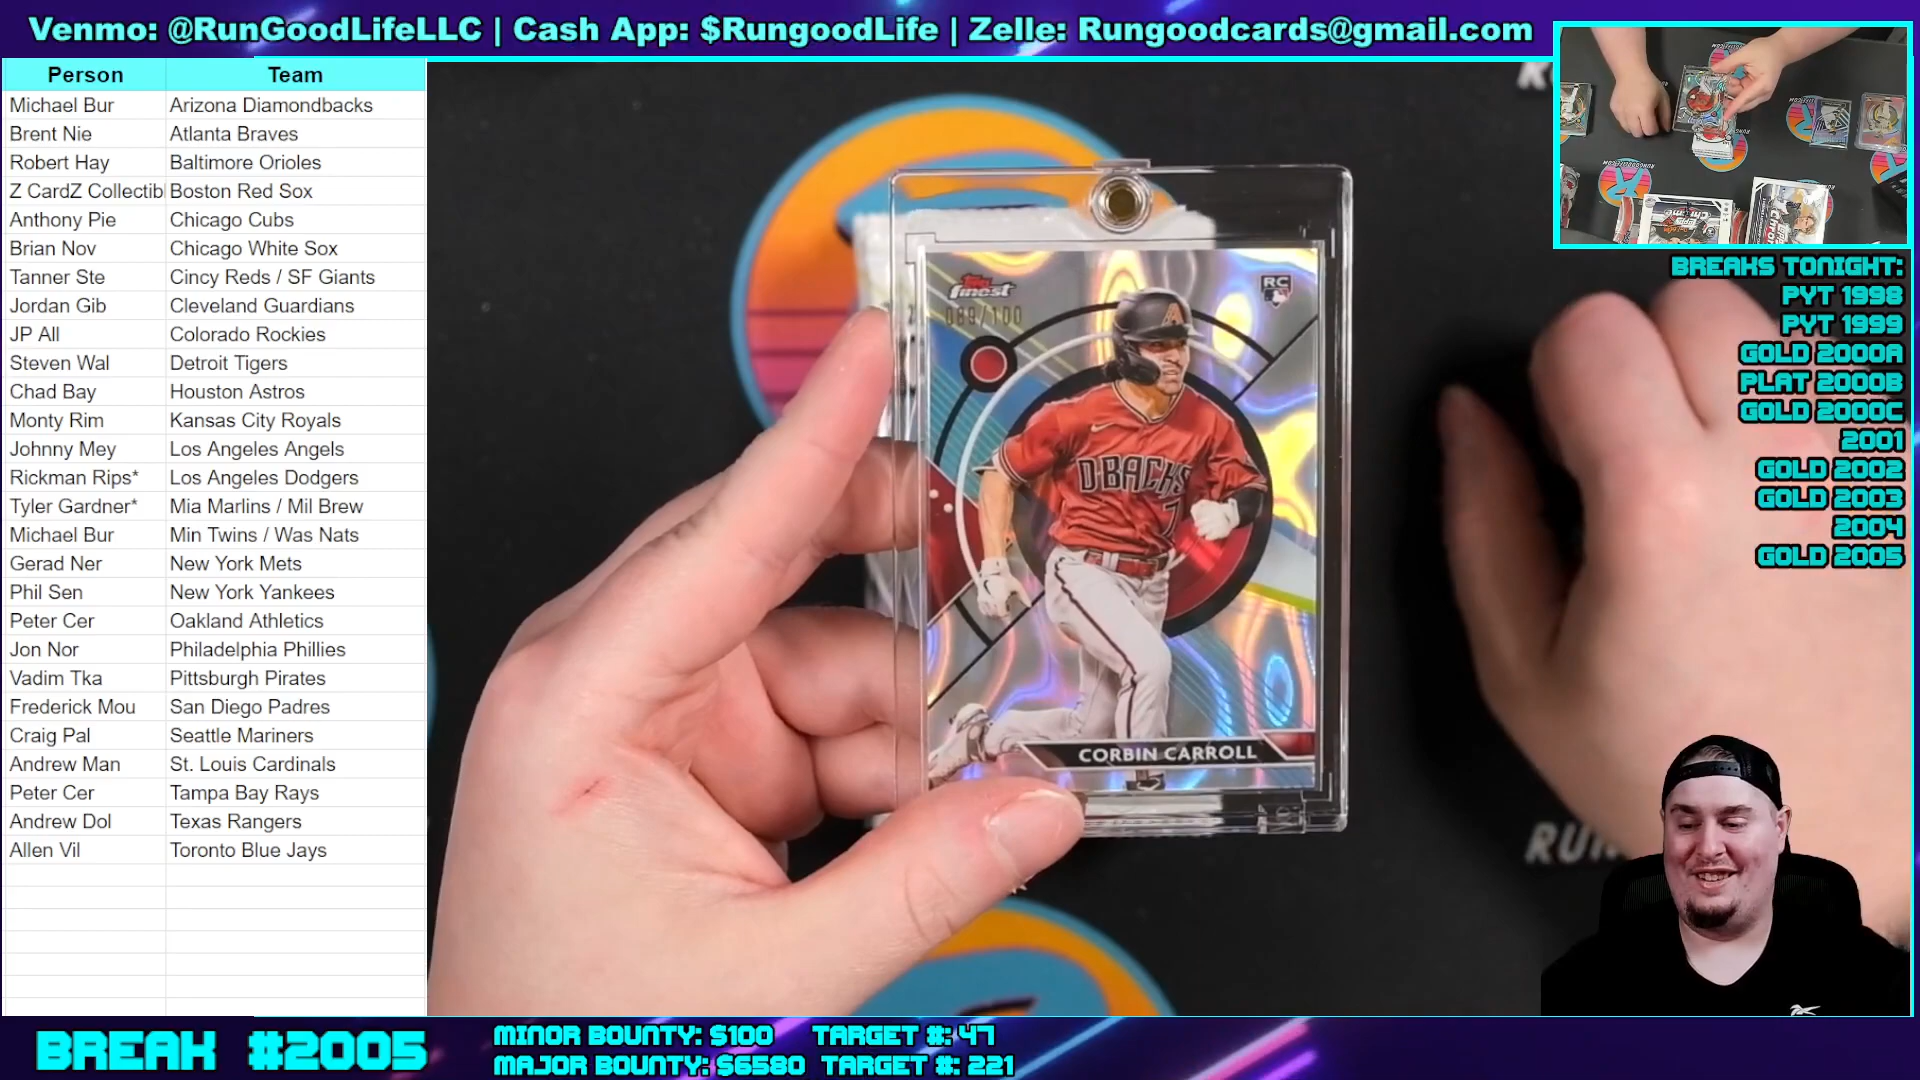 Venmo: @RunGoodLifeLLC | Cash App: $RungoodLife | Zelle: Rungoodcards@gmail.com
Person Team
Michael Bur Arizona Diamondbacks
Brent Nie Atlanta Braves
Robert Hay Baltimore Orioles
Z CardZ Collectibl Boston Red Sox
Anthony Pie Chicago Cubs
Brian Nov Chicago White Sox
Tanner Ste Cincy Reds / SF Giants
Jordan Gib Cleveland Guardians
JP All Colorado Rockies
Steven Wal Detroit Tigers
Chad Bay Houston Astros
Monty Rim Kansas City Royals
Johnny Mey Los Angeles Angels
Rickman Rips* Los Angeles Dodgers
Tyler Gardner* Mia Marlins / Mil Brew
Michael Bur Min Twins / Was Nats
Gerad Ner New York Mets
Phil Sen New York Yankees
Peter Cer Oakland Athletics
Jon Nor Philadelphia Phillies
Vadim Tka Pittsburgh Pirates
Frederick Mou San Diego Padres
Craig Pal Seattle Mariners
Andrew Man St. Louis Cardinals
Peter Cer Tampa Bay Rays
Andrew Dol Texas Rangers
Allen Vil Toronto Blue Jays
Topps
finest
089/100
RC
A
D-BACKS
7
CORBIN CARROLL
BREAKS TONIGHT:
PYT 1998
PYT 1999
GOLD 2000A
PLAT 2000B
GOLD 2000C
2001
GOLD 2002
GOLD 2003
2004
GOLD 2005
BREAK #2005
MINOR BOUNTY: $100 TARGET #: 47
MAJOR BOUNTY: $6580 TARGET #: 221